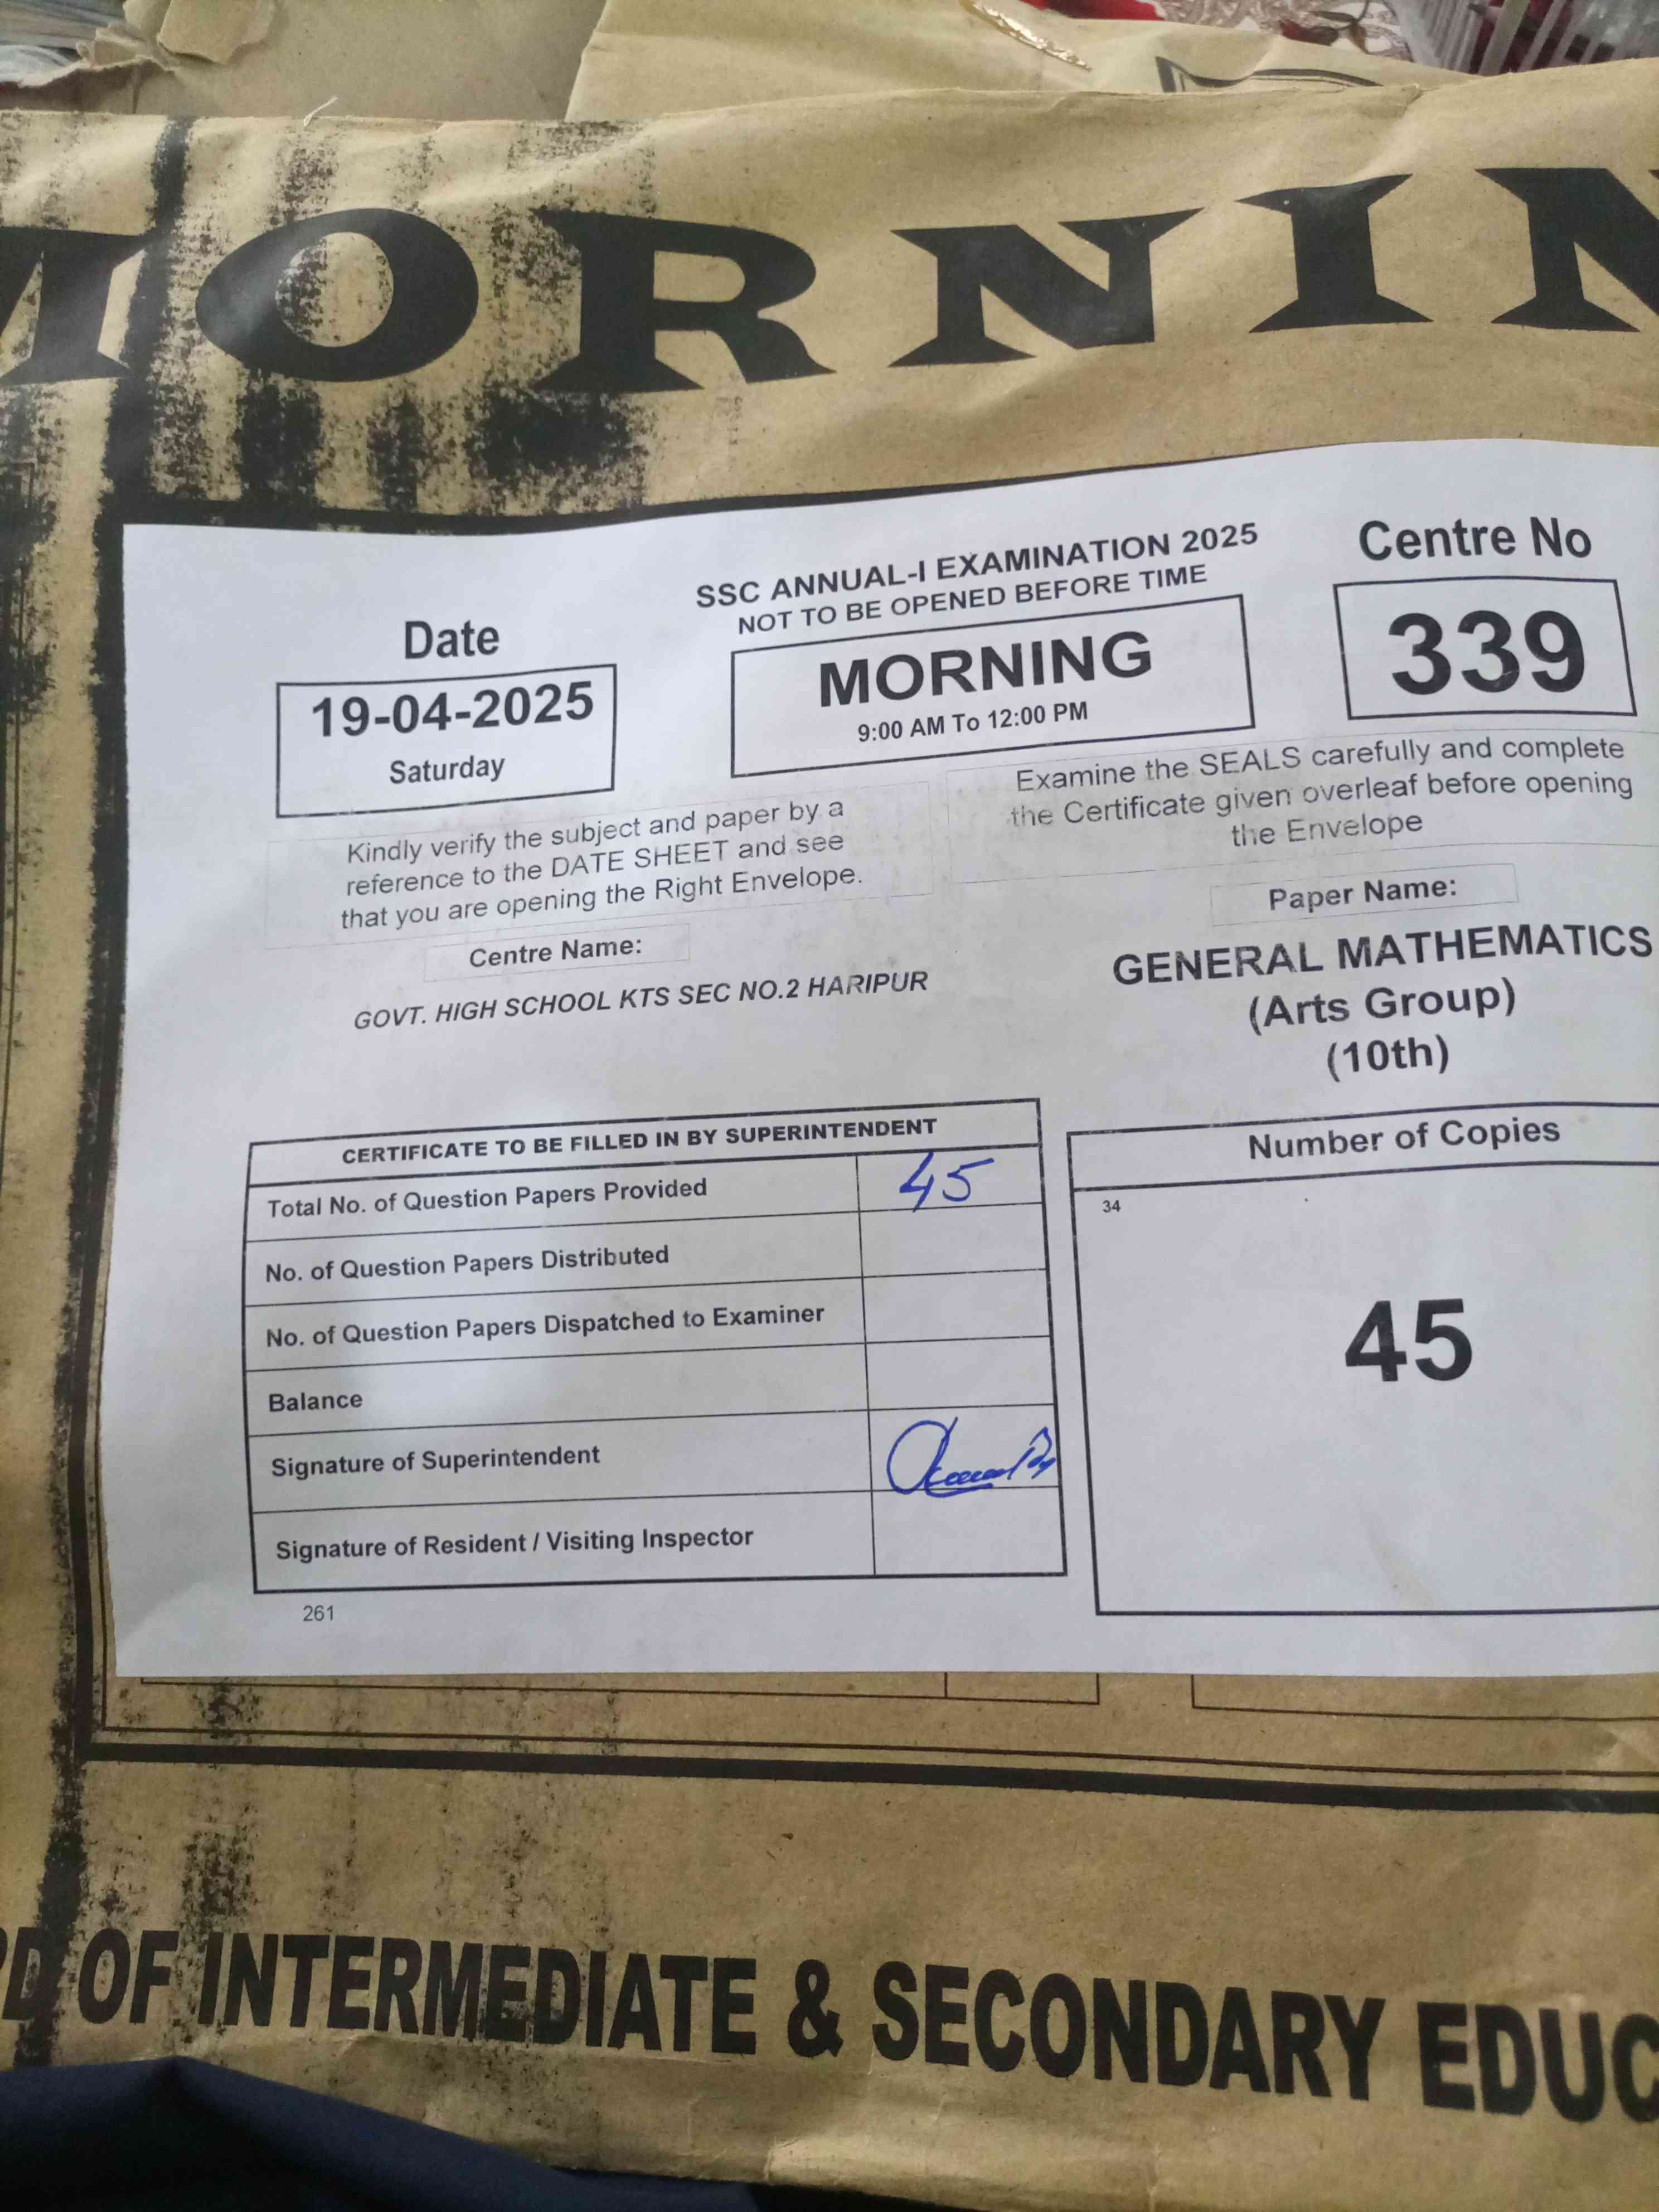 MORNIN
SSC ANNUAL-I EXAMINATION 2025
NOT TO BE OPENED BEFORE TIME
Date
19-04-2025
Saturday
MORNING
9:00 AM To 12:00 PM
Centre No
339
Kindly verify the subject and paper by a
reference to the DATE SHEET and see
that you are opening the Right Envelope.
Examine the SEALS carefully and complete
the Certificate given overleaf before opening
the Envelope
Centre Name:
GOVT. HIGH SCHOOL KTS SEC NO.2 HARIPUR
Paper Name:
GENERAL MATHEMATICS
(Arts Group)
(10th)
CERTIFICATE TO BE FILLED IN BY SUPERINTENDENT
Total No. of Question Papers Provided 45
No. of Question Papers Distributed
No. of Question Papers Dispatched to Examiner
Balance
Signature of Superintendent
Signature of Resident / Visiting Inspector
261
Number of Copies
34
45
RD OF INTERMEDIATE & SECONDARY EDUC